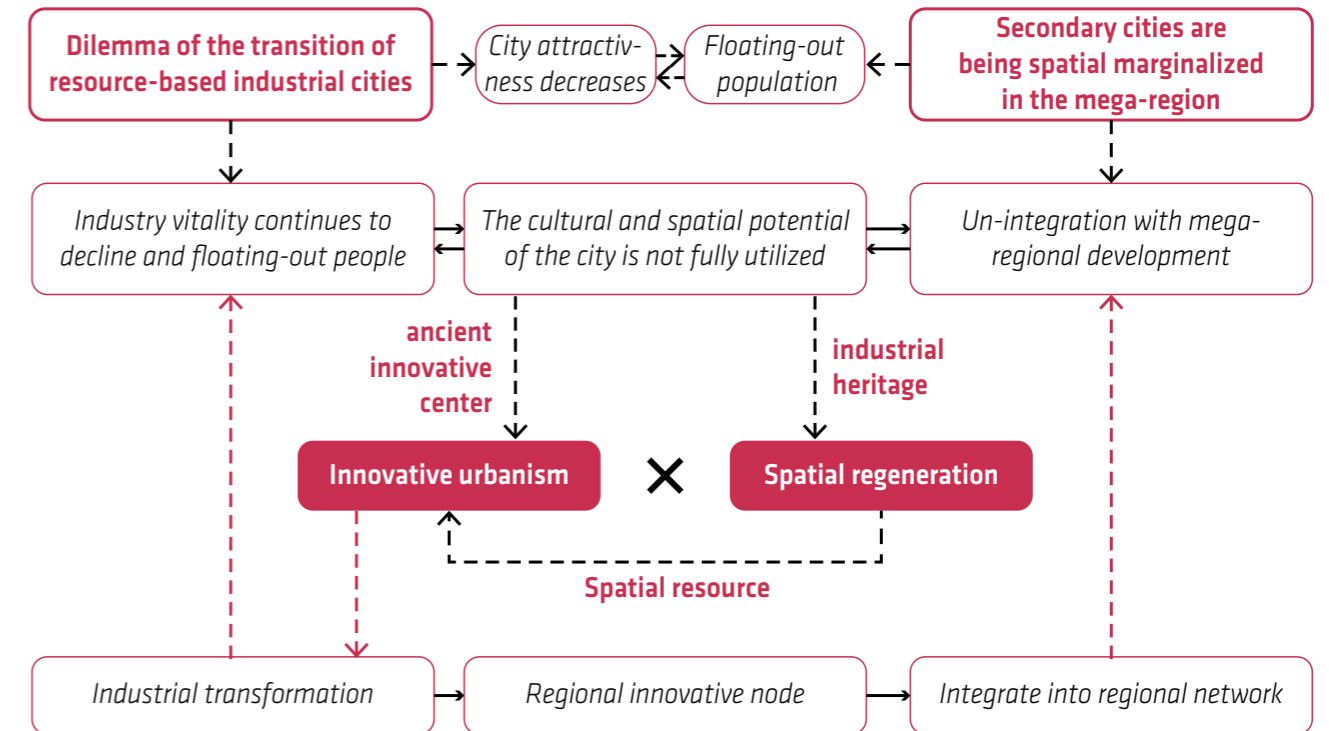 Dilemma of the transition of
resource-based industrial cities
City attractiv-
ness decreases
Floating-out
population
Secondary cities are
being spatial marginalized
in the mega-region
Industry vitality continues to
decline and floating-out people
The cultural and spatial potential
of the city is not fully utilized
Un-integration with mega-
regional development
ancient
innovative
center
industrial
heritage
Innovative urbanism
Spatial regeneration
Spatial resource
Industrial transformation
Regional innovative node
Integrate into regional network